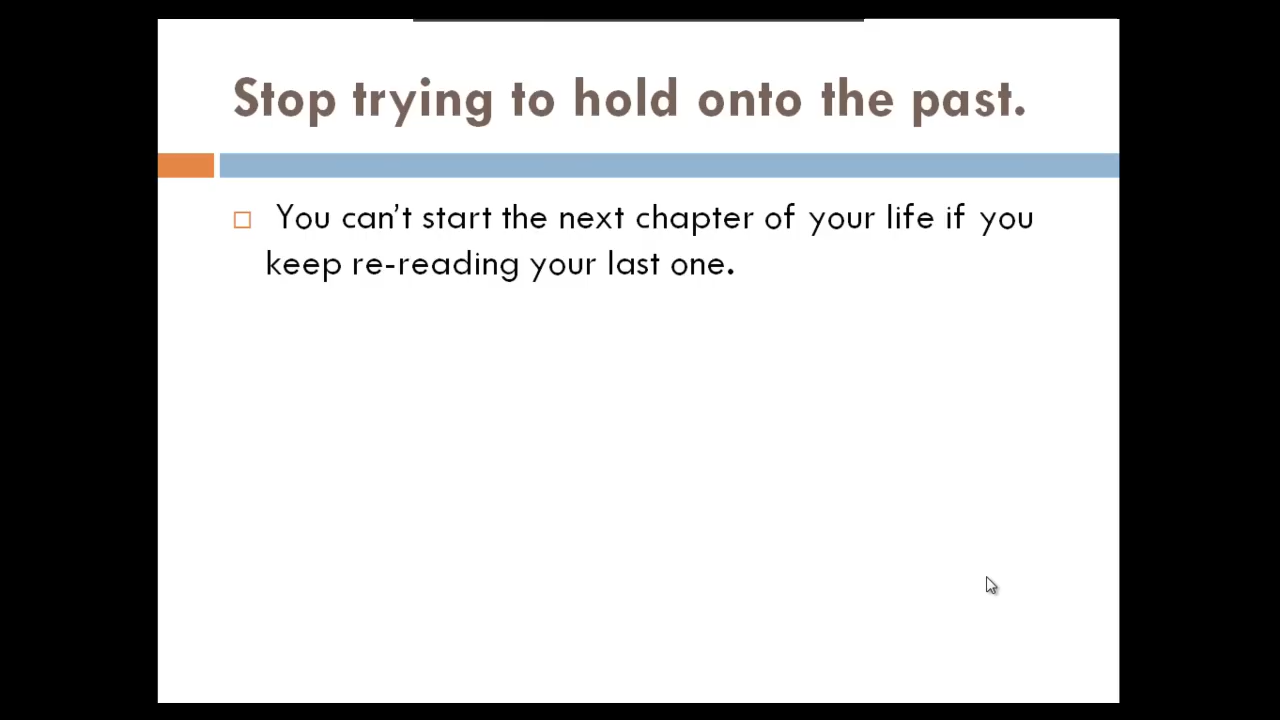 Stop trying to hold onto the past.
You can’t start the next chapter of your life if you
keep re-reading your last one.